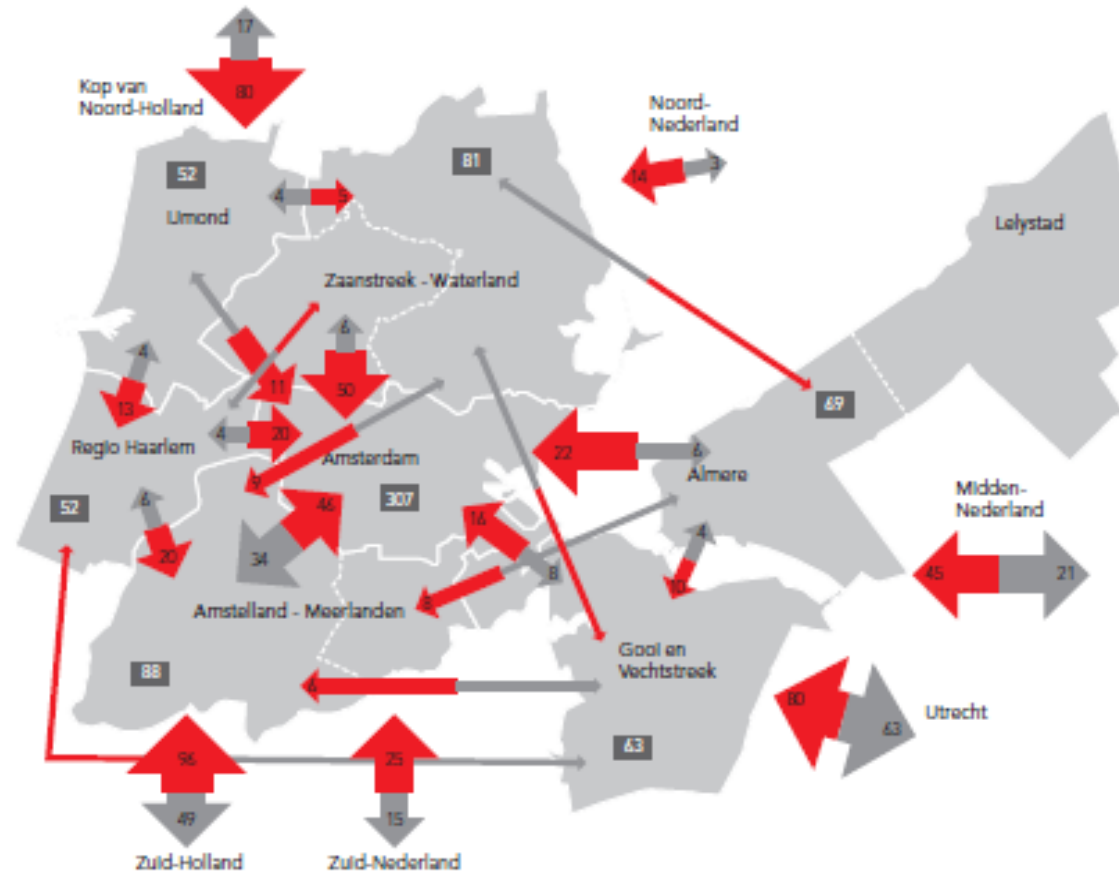 17
80
Kop van
Noord-Holland
Noord-
Nederland
14
3
81
52
4
5
IJmond
Lelystad
Zaanstreek - Waterland
6
50
4
13
11
69
Regio Haarlem
4
20
Amsterdam
22
6
Almere
9
307
46
34
52
6
20
16
8
4
10
Midden-
Nederland
45
21
8
Amstelland - Meerlanden
Gooi en
Vechtstreek
88
6
80
63
Utrecht
63
96
49
25
15
Zuid-Holland
Zuid-Nederland